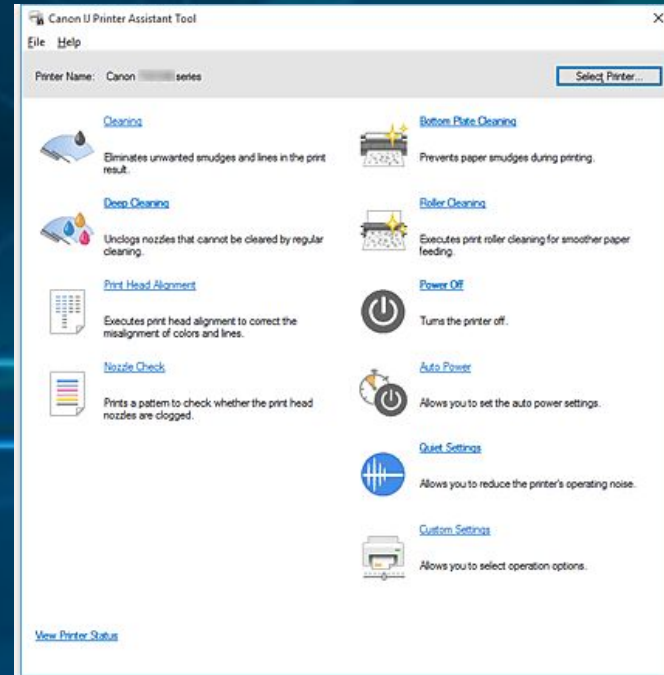 Canon IJ Printer Assistant Tool
File Help
Printer Name: Canon series
Select Printer...
Cleaning
Eliminates unwanted smudges and lines in the print
result.
Deep Cleaning
Unclogs nozzles that cannot be cleared by regular
cleaning.
Print Head Alignment
Executes print head alignment to correct the
misalignment of colors and lines.
Nozzle Check
Prints a pattern to check whether the print head
nozzles are clogged.
Bottom Plate Cleaning
Prevents paper smudges during printing.
Roller Cleaning
Executes print roller cleaning for smoother paper
feeding.
Power Off
Turns the printer off.
Auto Power
Allows you to set the auto power settings.
Quiet Settings
Allows you to reduce the printer's operating noise.
Custom Settings
Allows you to select operation options.
View Printer Status